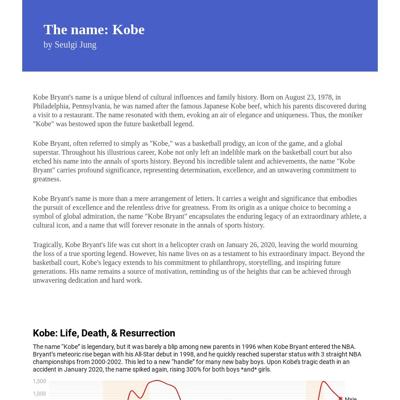 The name: Kobe
by Seulgi Jung
Kobe Bryant's name is a unique blend of cultural influences and family history. Born on August 23, 1978, in
Philadelphia, Pennsylvania, he was named after the famous Japanese Kobe beef, which his parents discovered during
a visit to a restaurant. The name resonated with them, evoking an air of elegance and uniqueness. Thus, the moniker
"Kobe" was bestowed upon the future basketball legend.
Kobe Bryant, often referred to simply as "Kobe," was a basketball prodigy, an icon of the game, and a global
superstar. Throughout his illustrious career, Kobe not only left an indelible mark on the basketball court but also
etched his name into the annals of sports history. Beyond his incredible talent and achievements, the name "Kobe
Bryant" carries profound significance, representing determination, excellence, and an unwavering commitment to
greatness.
Kobe Bryant's name is more than a mere arrangement of letters. It carries a weight and significance that embodies
the pursuit of excellence and the relentless drive for greatness. From its origin as a unique choice to becoming a
symbol of global admiration, the name "Kobe Bryant" encapsulates the enduring legacy of an extraordinary athlete, a
cultural icon, and a name that will forever resonate in the annals of sports history.
Tragically, Kobe Bryant's life was cut short in a helicopter crash on January 26, 2020, leaving the world mourning
the loss of a true sporting legend. However, his name lives on as a testament to his extraordinary impact. Beyond the
basketball court, Kobe's legacy extends to his commitment to philanthropy, storytelling, and inspiring future
generations. His name remains a source of motivation, reminding us of the heights that can be achieved through
unwavering dedication and hard work.
Kobe: Life, Death, & Resurrection
The name "Kobe" is legendary, but it was barely a blip among new parents in 1996 when Kobe Bryant entered the NBA.
Bryant's meteoric rise began with his All-Star debut in 1998, and he quickly reached superstar status with 3 straight NBA
championships from 2000-2002. This led to a new "handle" for many new baby boys. Upon Kobe's tragic death in an
accident in January 2020, the name spiked again, rising 300% for both boys *and* girls.
1,600
1,400
Male